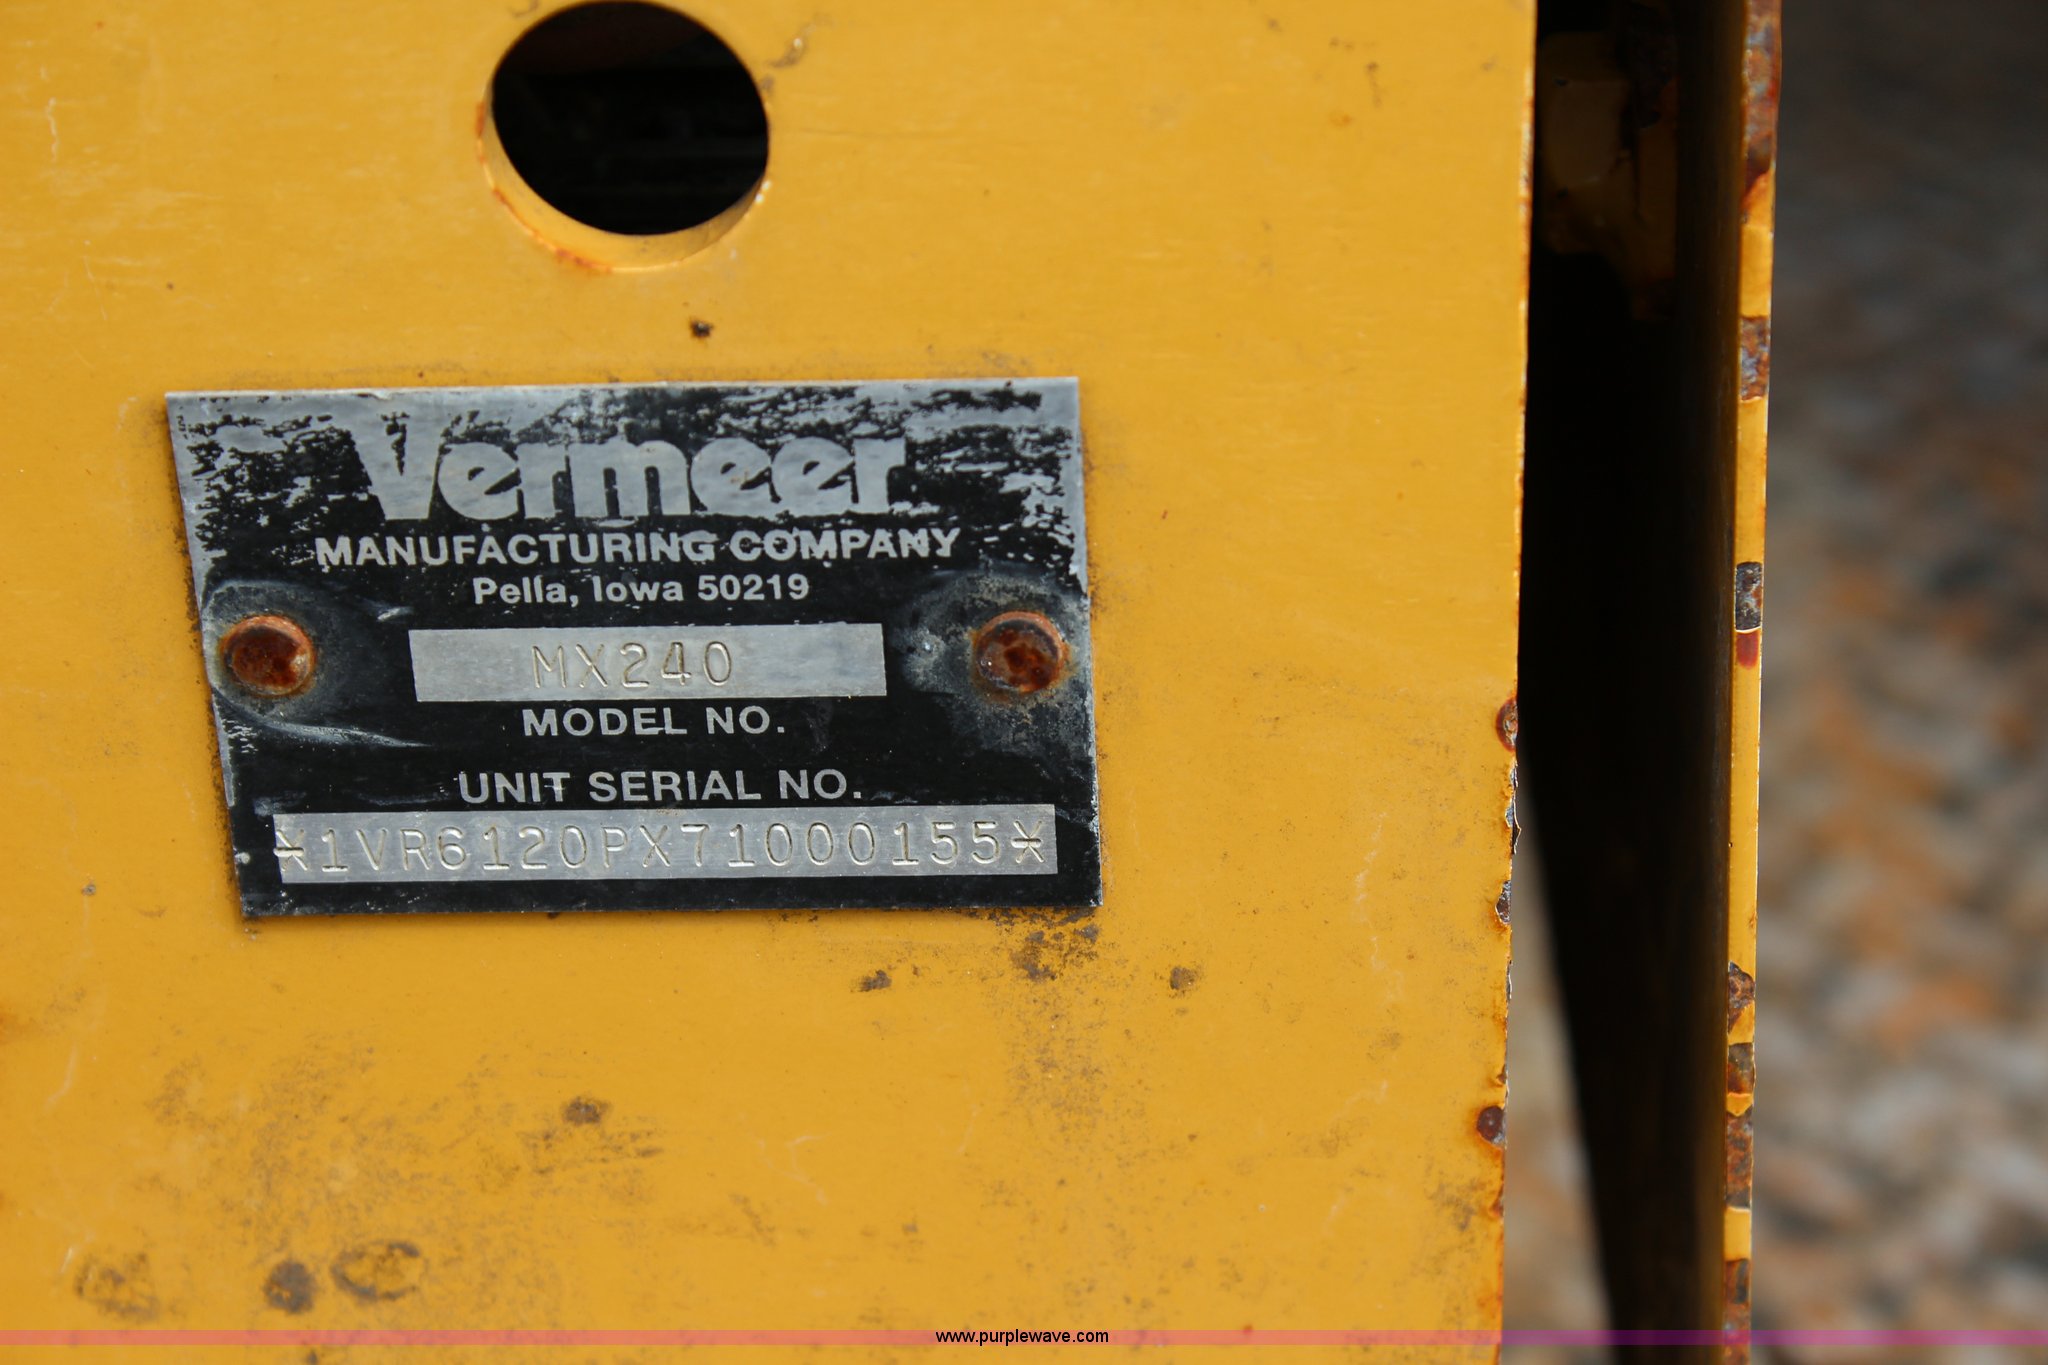 Vermeer
MANUFACTURING COMPANY
Pella, Iowa 50219
MX240
MODEL NO.
UNIT SERIAL NO.
*1VR6120PX71000155*
www.purplewave.com